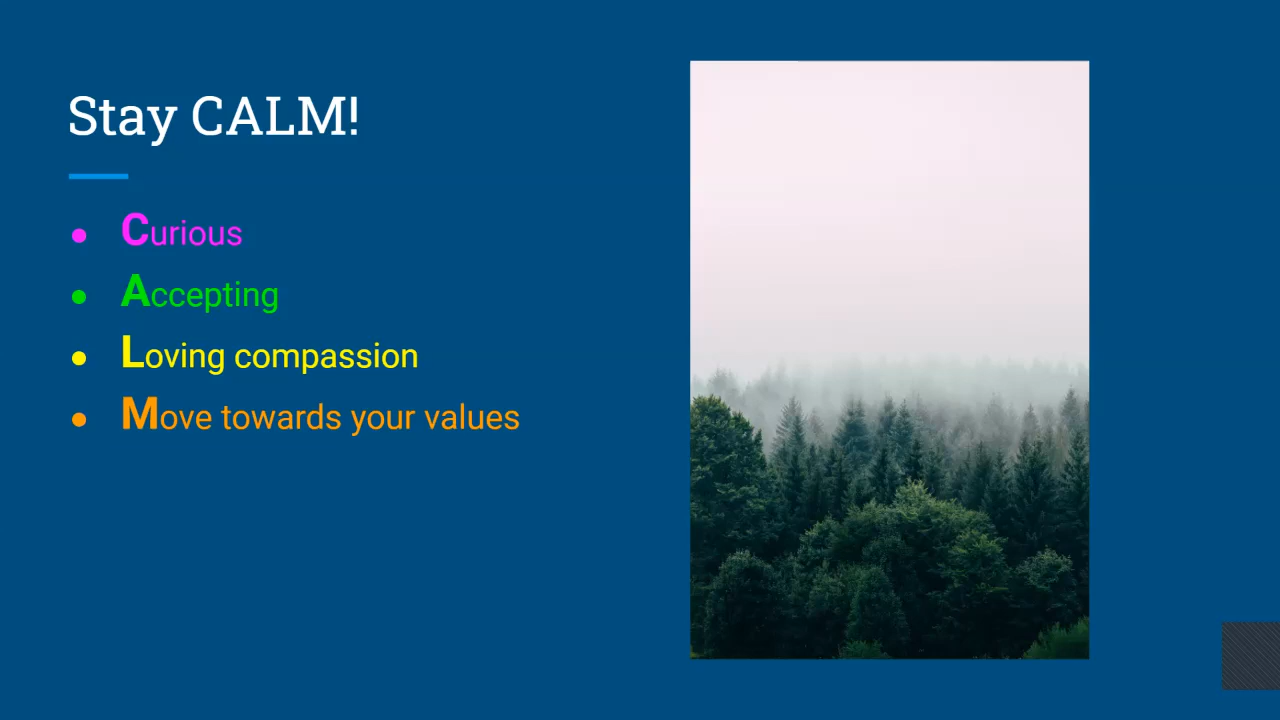 Stay CALM!
● Curious
● Accepting
● Loving compassion
● Move towards your values